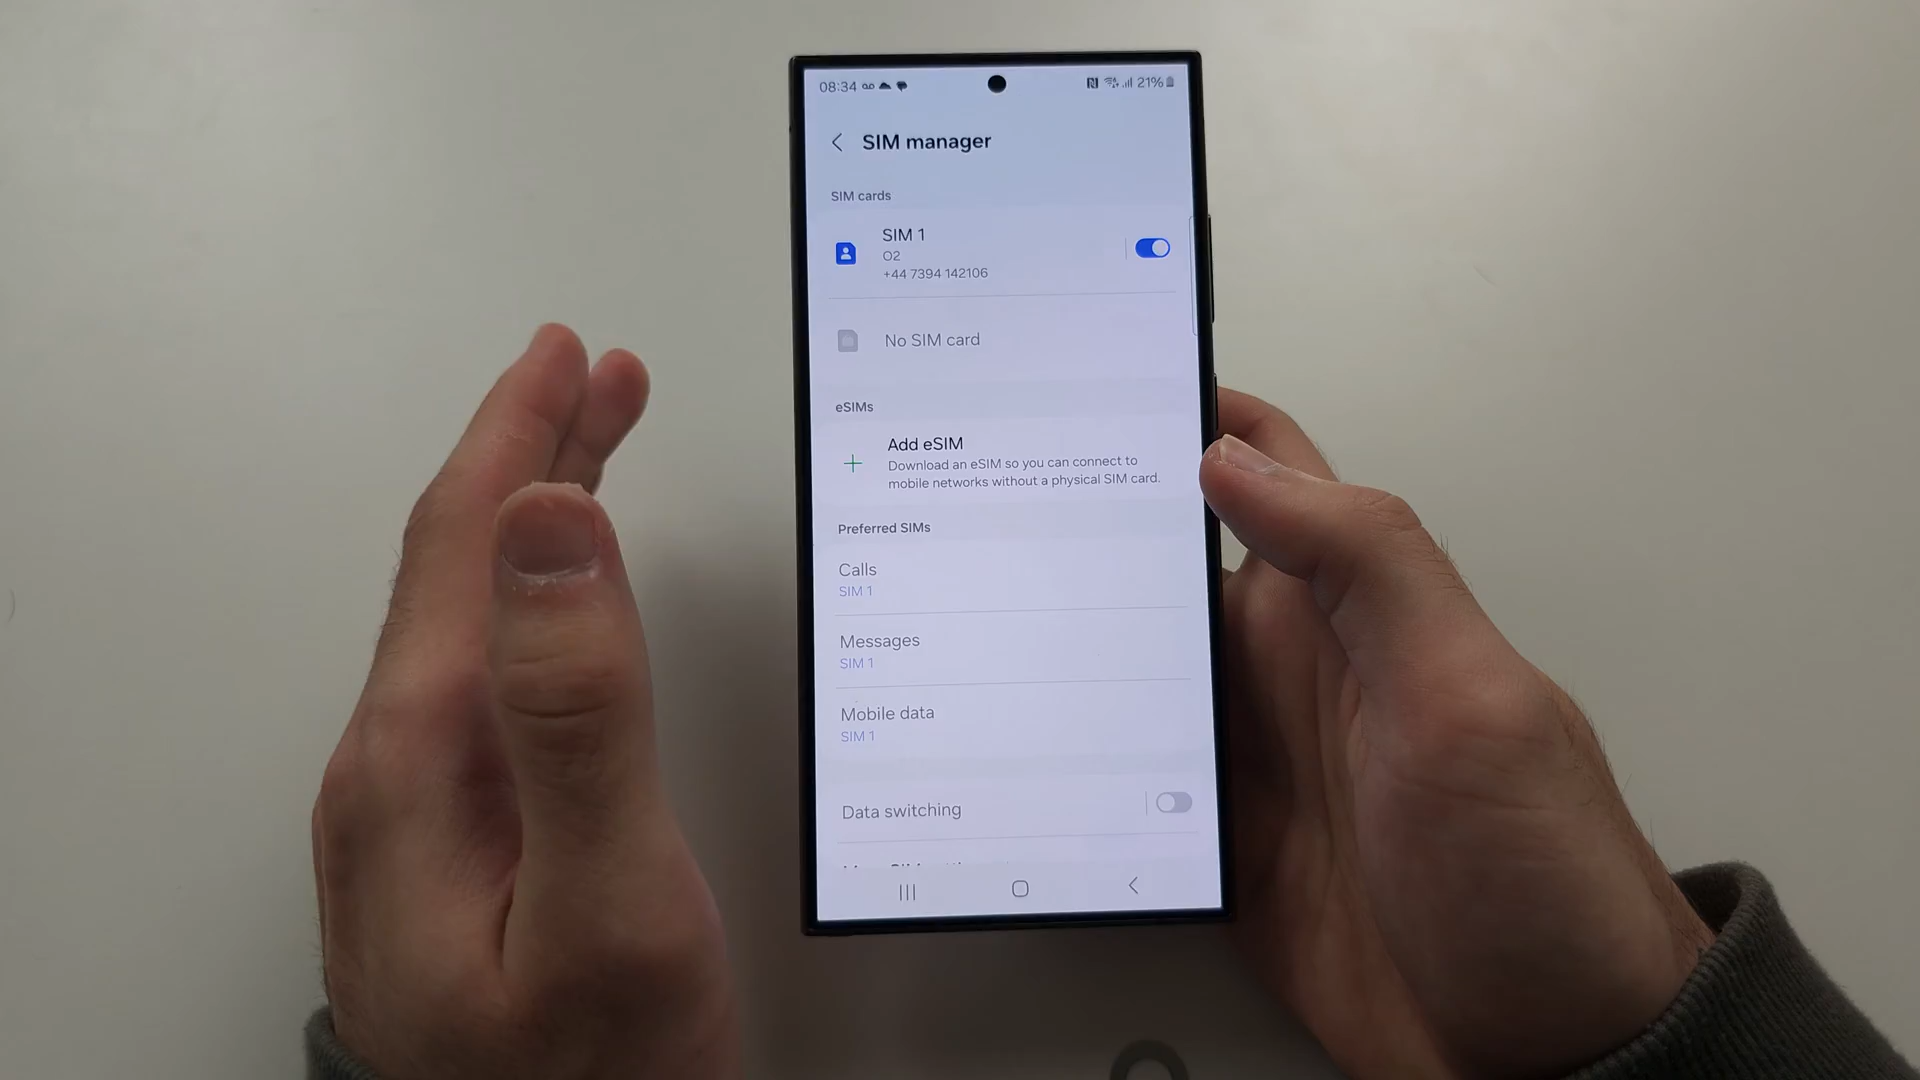 08:34
21%
SIM manager
SIM cards
SIM 1
O2
+44 7394 142106
No SIM card
eSIMs
Add eSIM
Download an eSIM so you can connect to
mobile networks without a physical SIM card.
Preferred SIMs
Calls
SIM 1
Messages
SIM 1
Mobile data
SIM 1
Data switching